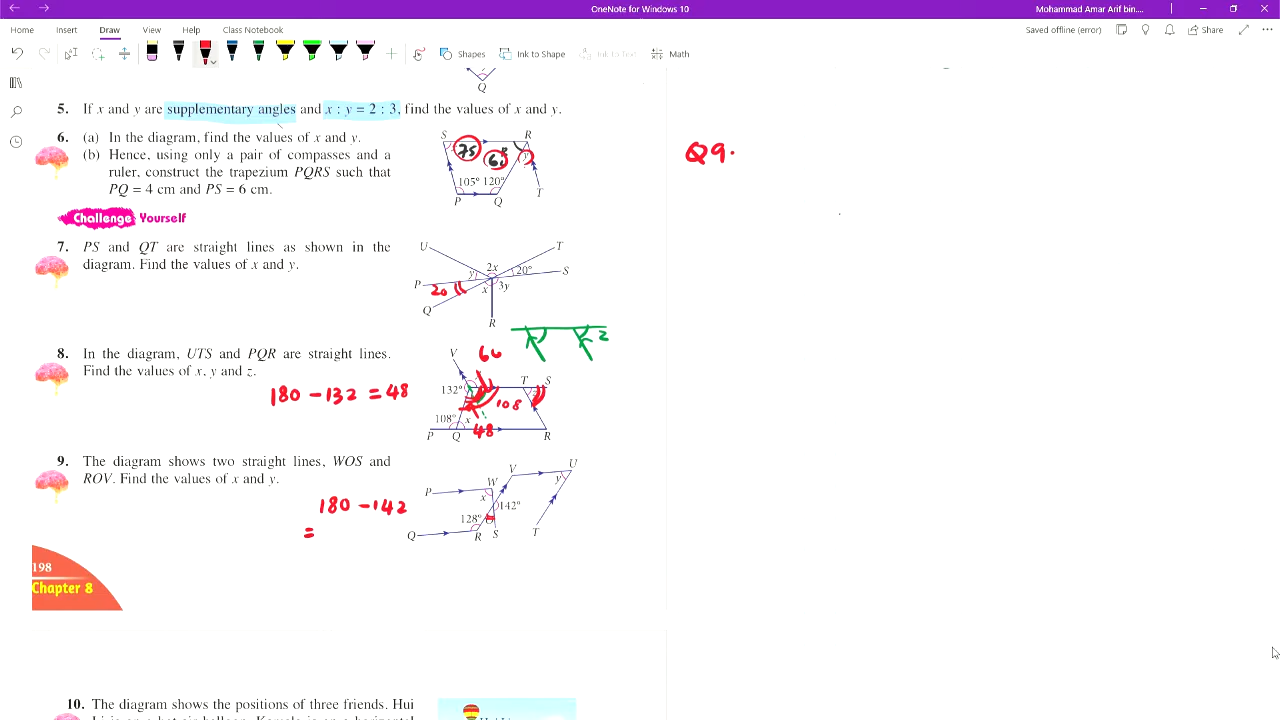 OneNote for Windows 10
Mohammad Amar Arif bin....
Home Insert Draw View Help Class Notebook
Saved offline (error)
Share
Shapes
Ink to Shape
Ink to Text
Math
Q
5. If x and y are supplementary angles and x : y = 2 : 3, find the values of x and y.
6. (a) In the diagram, find the values of x and y.
(b) Hence, using only a pair of compasses and a
ruler, construct the trapezium PQRS such that
PQ = 4 cm and PS = 6 cm.
S R
75 60 y
105° 120° T
P Q
Q9.
Challenge Yourself
7. PS and QT are straight lines as shown in the
diagram. Find the values of x and y.
U T
2x
y 20° S
P 20
x 3y
Q
R
z
8. In the diagram, UTS and PQR are straight lines.
Find the values of x, y and z.
180 - 132 = 48
V 60
T S
132°
108
108° x
48
P Q R
9. The diagram shows two straight lines, WOS and
ROV. Find the values of x and y.
180 - 142
=
V U
W
P y
x
142°
128° O
Q R S T
198
Chapter 8
10. The diagram shows the positions of three friends. Hui